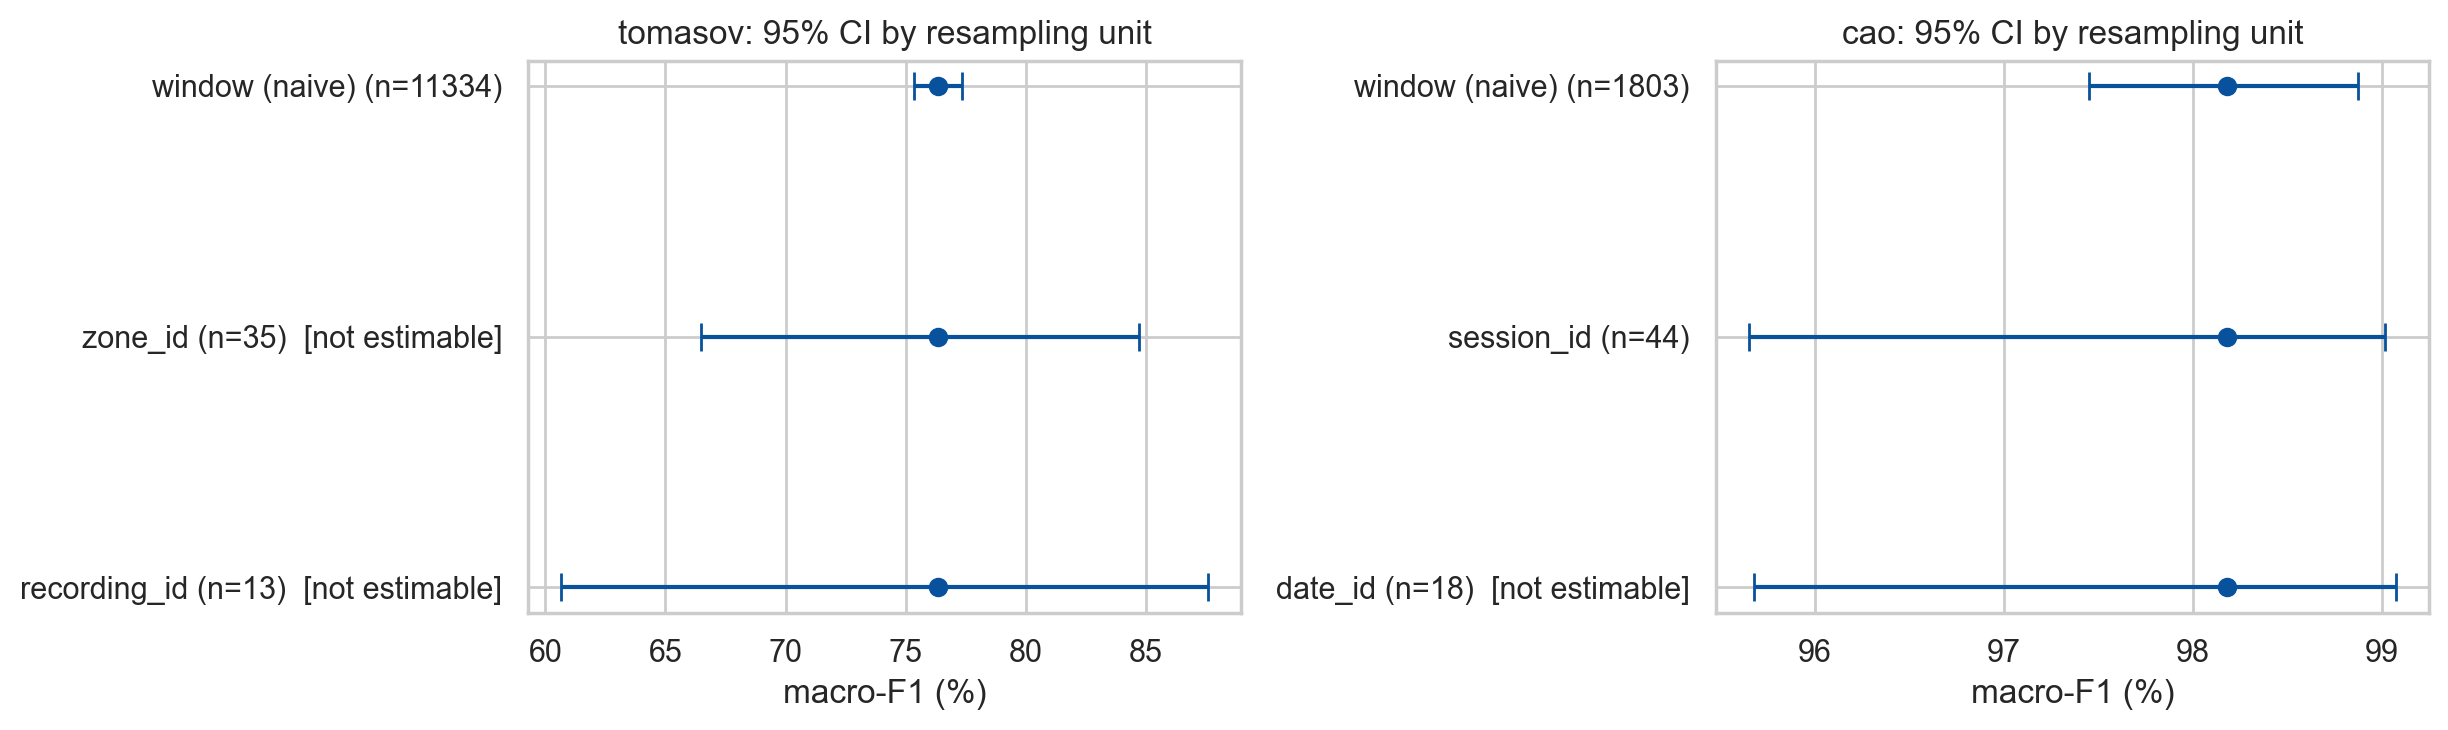 tomasov: 95% CI by resampling unit
window (naive) (n=11334)
zone_id (n=35)  [not estimable]
recording_id (n=13)  [not estimable]
60 65 70 75 80 85
macro-F1 (%)
cao: 95% CI by resampling unit
window (naive) (n=1803)
session_id (n=44)
date_id (n=18)  [not estimable]
96 97 98 99
macro-F1 (%)